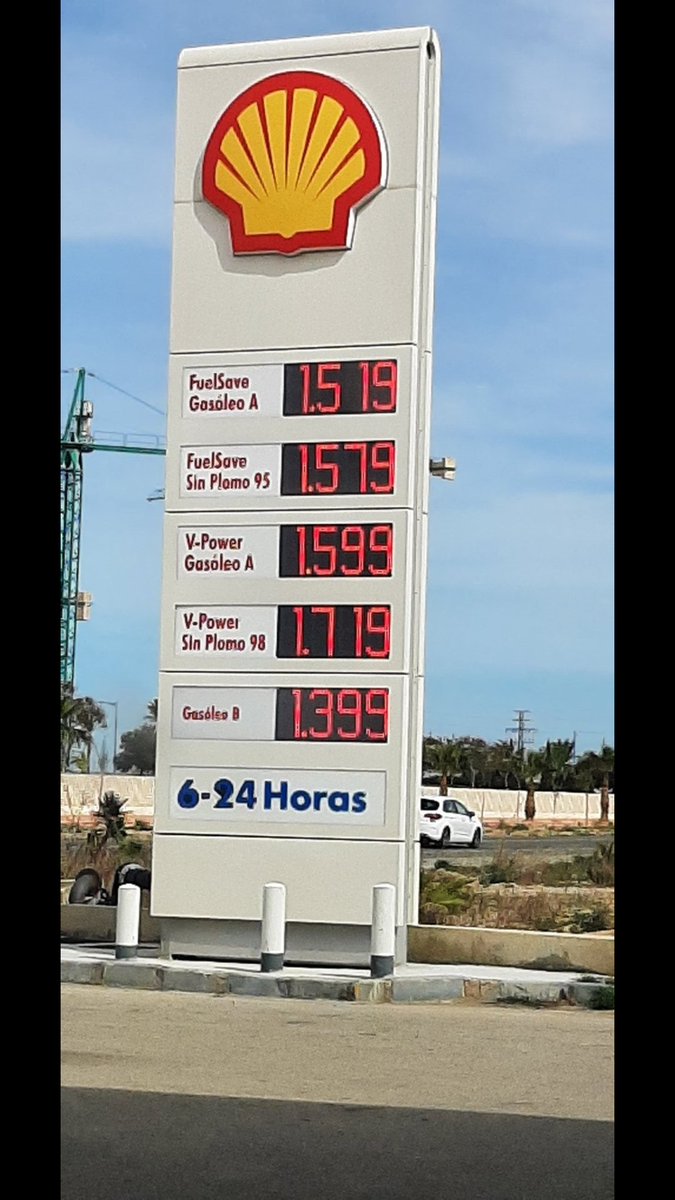 FuelSave
Gasóleo A
1.519
FuelSave
Sin Plomo 95
1.579
V-Power
Gasóleo A
1.599
V-Power
Sin Plomo 98
1.719
Gasóleo B
1.399
6-24 Horas